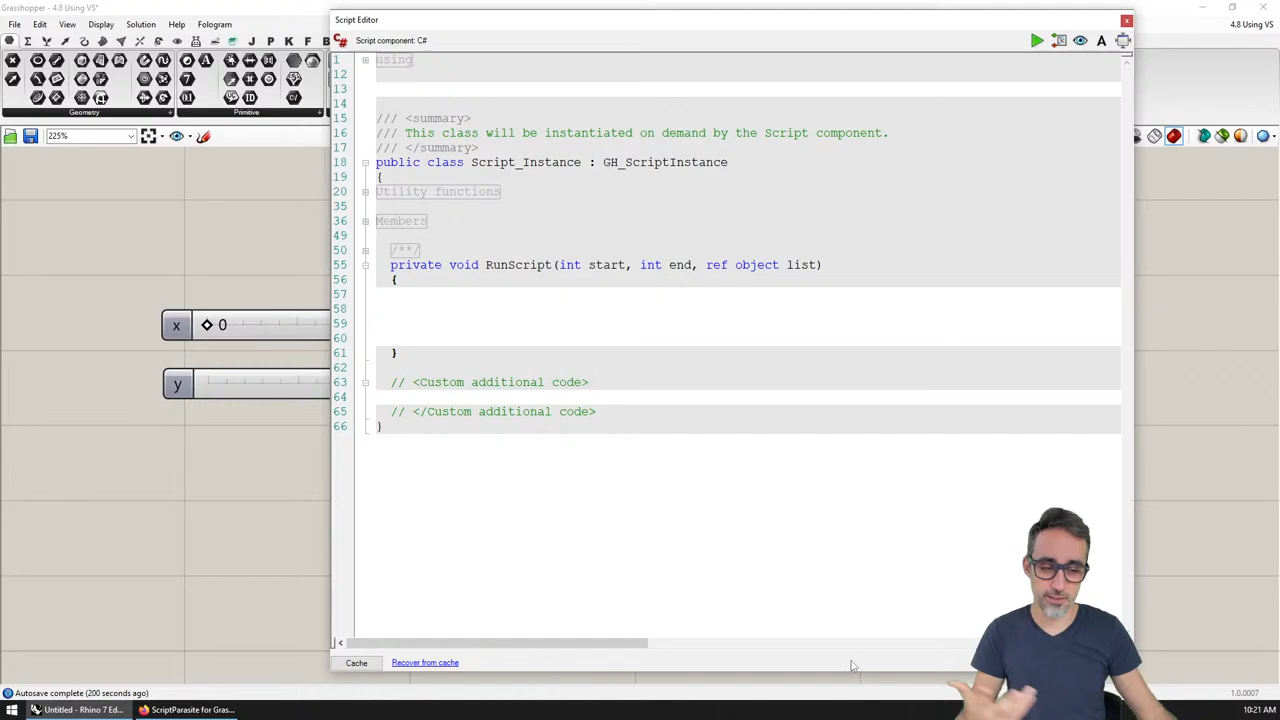 Grasshopper - 4.8 Using VS*
File Edit View Display Solution Help Fologram
4.8 Using VS
J P K F B
Geometry
Primitive
225%
Script Editor
C# Script component: C#
1 using
12
13
14
15 /// <summary>
16 /// This class will be instantiated on demand by the Script component.
17 /// </summary>
18 public class Script_Instance : GH_ScriptInstance
19 {
20 Utility functions
35
36 Members
49
50 /**/
55 private void RunScript(int start, int end, ref object list)
56 {
57
58
59
60
61 }
62
63 // <Custom additional code>
64
65 // </Custom additional code>
66 }
x 0
y
Cache Recover from cache
Autosave complete (200 seconds ago)
1.0.0007
Untitled - Rhino 7 Ed...
ScriptParasite for Gras...
10:21 AM